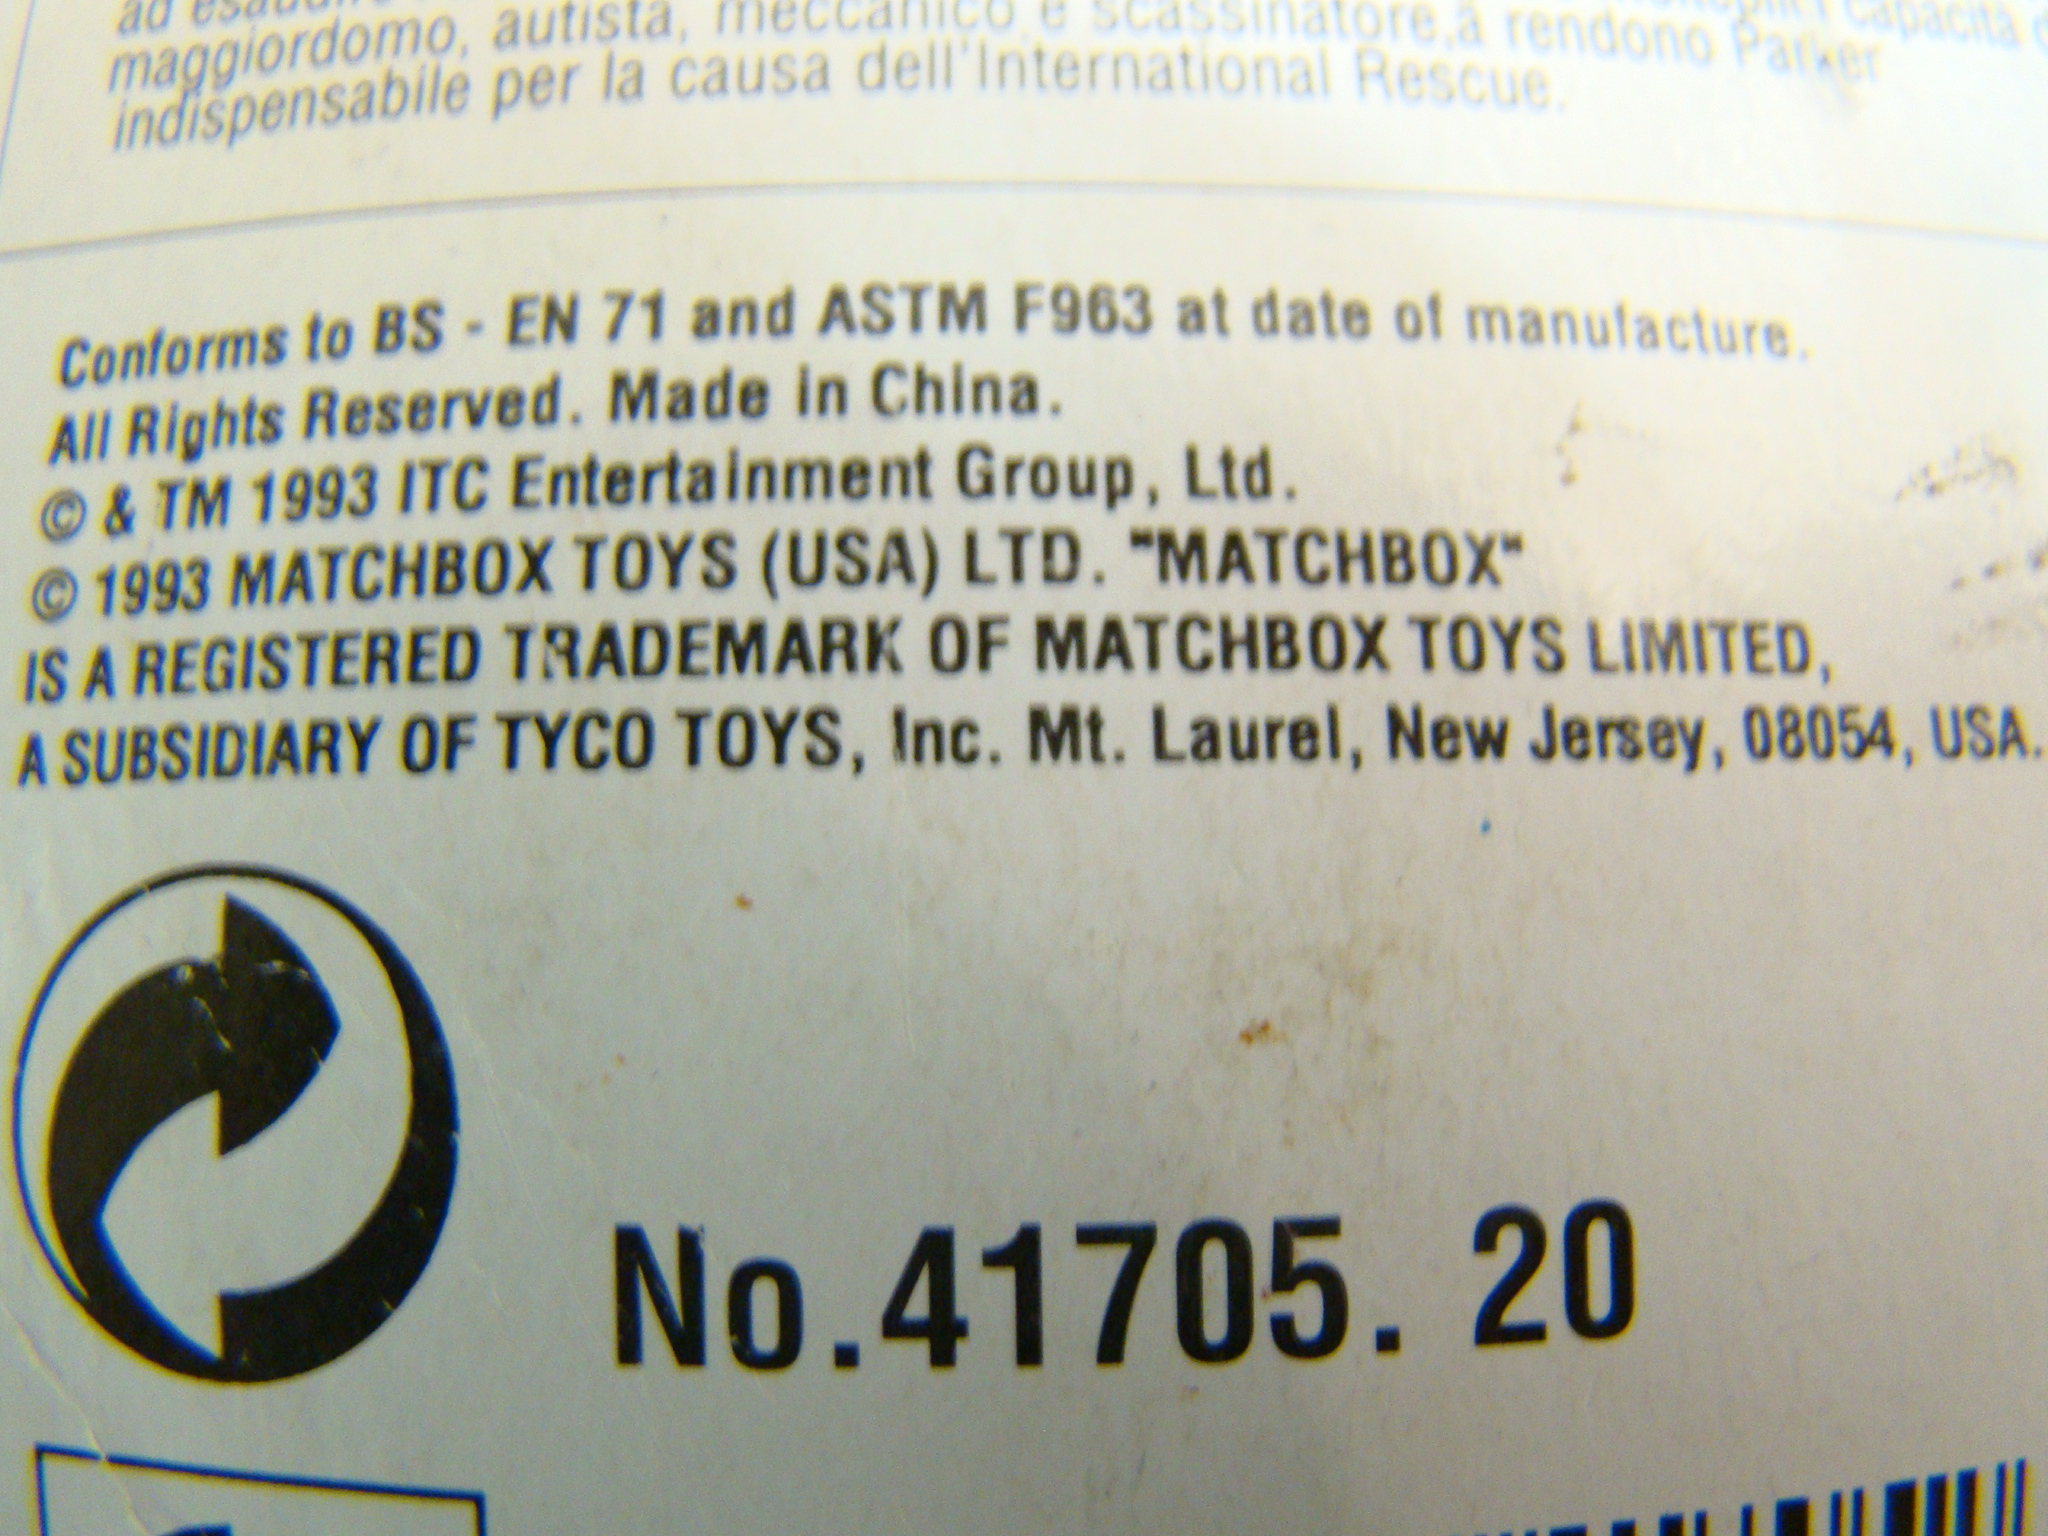 maggiordomo, autista, meccanico e scassinatore,à rendono Parker
indispensabile per la causa dell'International Rescue.
Conforms to BS - EN 71 and ASTM F963 at date of manufacture.
All Rights Reserved. Made in China.
© & TM 1993 ITC Entertainment Group, Ltd.
© 1993 MATCHBOX TOYS (USA) LTD. "MATCHBOX"
IS A REGISTERED TRADEMARK OF MATCHBOX TOYS LIMITED,
A SUBSIDIARY OF TYCO TOYS, Inc. Mt. Laurel, New Jersey, 08054, USA.
No. 41705. 20